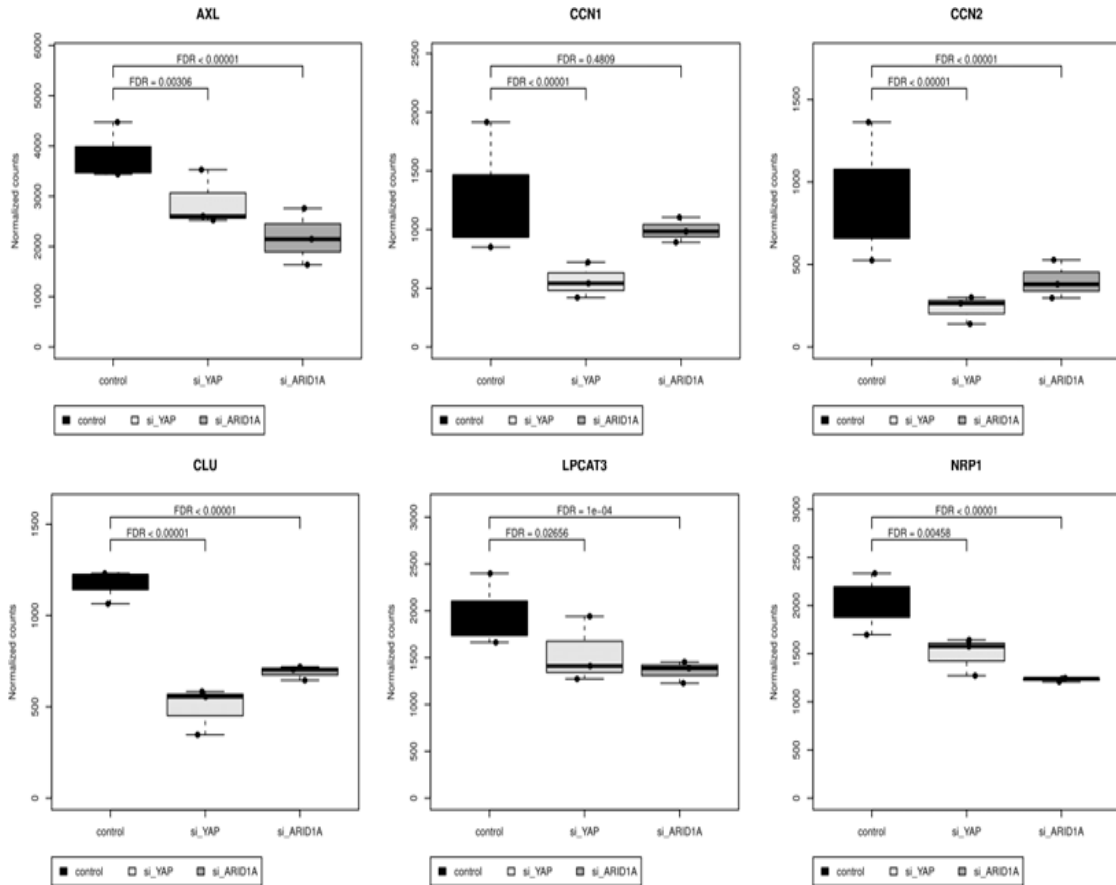 AXL
Normalized counts
0 1000 2000 3000 4000 5000 6000
FDR < 0.00001
FDR = 0.00306
control si_YAP si_ARID1A
control si_YAP si_ARID1A
CCN1
Normalized counts
0 500 1000 1500 2000 2500
FDR = 0.4809
FDR < 0.00001
control si_YAP si_ARID1A
control si_YAP si_ARID1A
CCN2
Normalized counts
0 500 1000 1500
FDR < 0.00001
FDR < 0.00001
control si_YAP si_ARID1A
control si_YAP si_ARID1A
CLU
Normalized counts
0 500 1000 1500
FDR < 0.00001
FDR < 0.00001
control si_YAP si_ARID1A
control si_YAP si_ARID1A
LPCAT3
Normalized counts
0 500 1000 1500 2000 2500 3000
FDR = 1e-04
FDR = 0.02656
control si_YAP si_ARID1A
control si_YAP si_ARID1A
NRP1
Normalized counts
0 500 1000 1500 2000 2500 3000
FDR < 0.00001
FDR = 0.00458
control si_YAP si_ARID1A
control si_YAP si_ARID1A